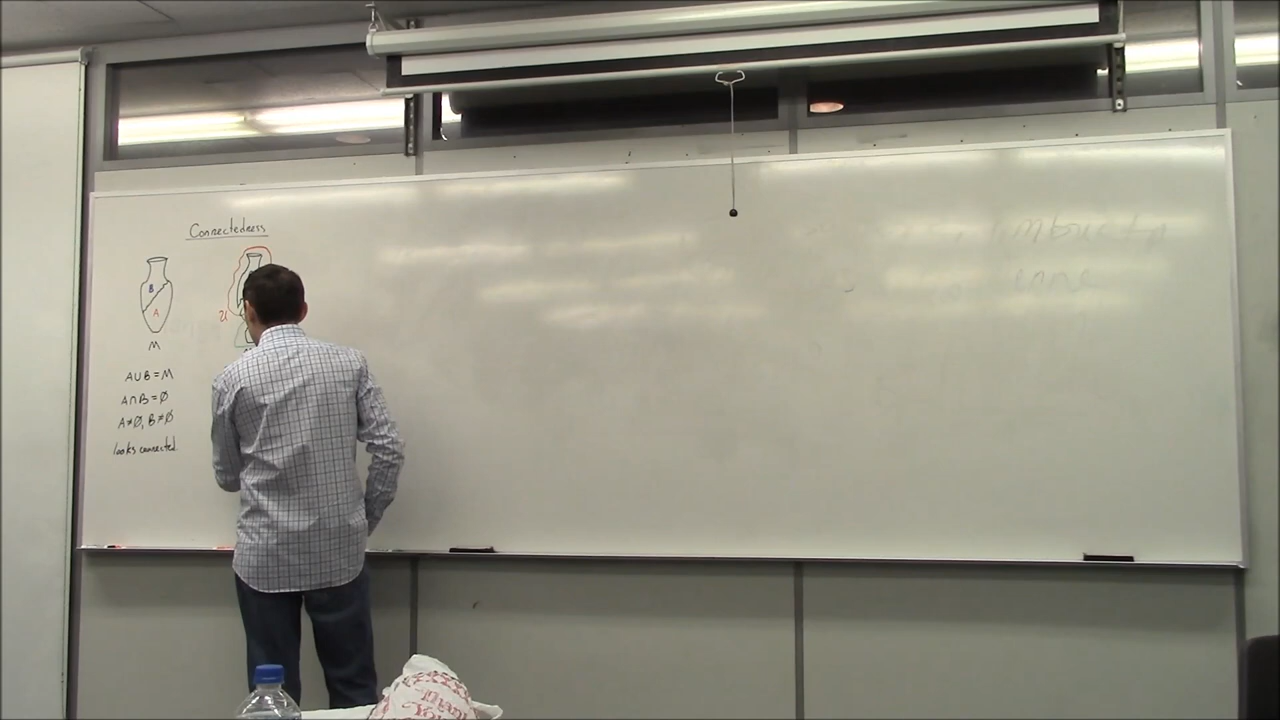 Connectedness
B
A
U
M
A∪B = M
A∩B = ∅
A≠∅, B≠∅
looks connected